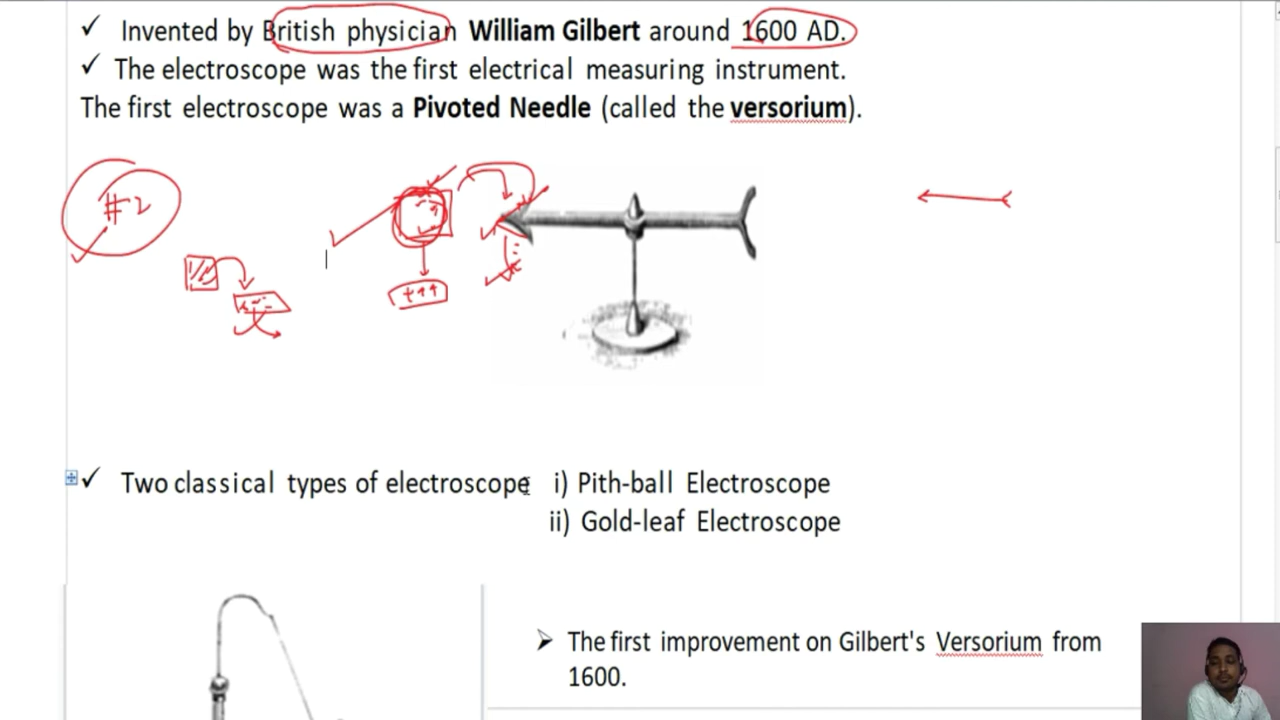 ✓ Invented by British physician William Gilbert around 1600 AD.
✓ The electroscope was the first electrical measuring instrument.
The first electroscope was a Pivoted Needle (called the versorium).
#2
+++
✓ Two classical types of electroscope i) Pith-ball Electroscope
ii) Gold-leaf Electroscope
➤ The first improvement on Gilbert's Versorium from
1600.